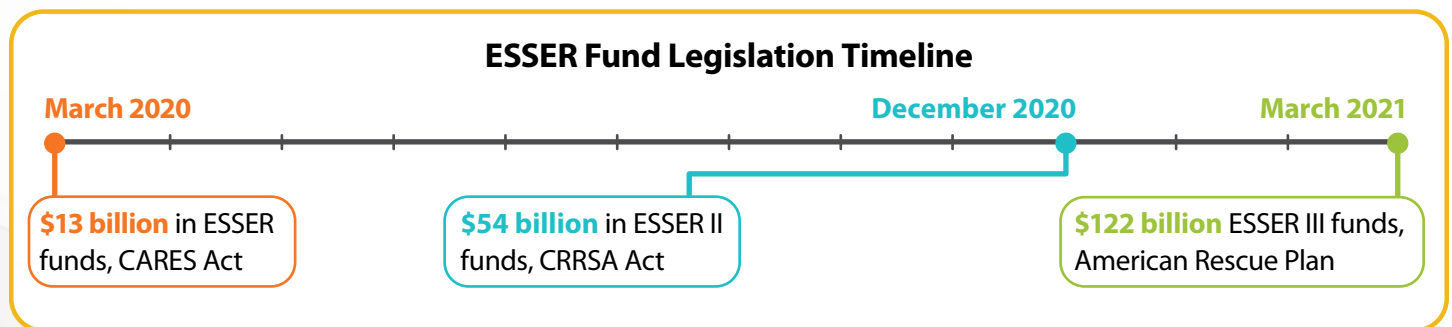 ESSER Fund Legislation Timeline
March 2020
December 2020
March 2021
$13 billion in ESSER
funds, CARES Act
$54 billion in ESSER II
funds, CRRSA Act
$122 billion ESSER III funds,
American Rescue Plan